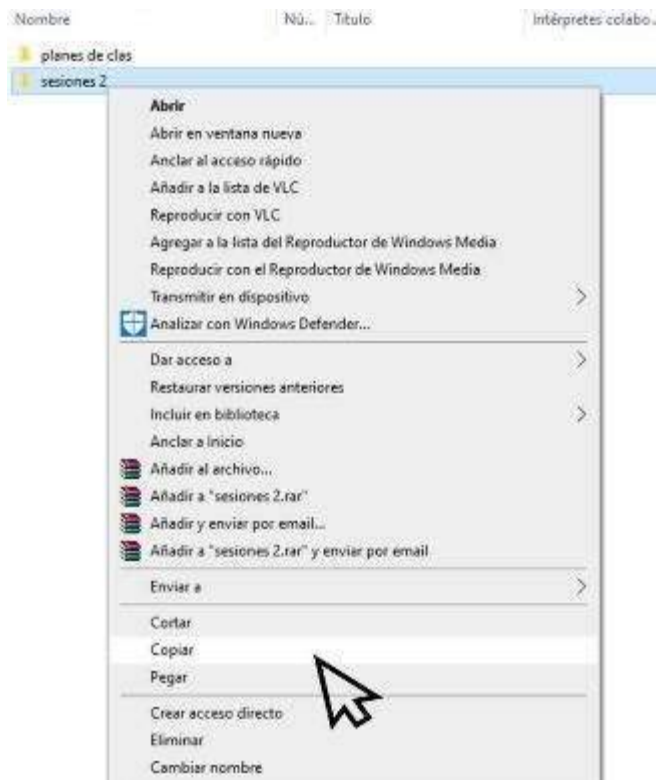 Nombre Nú... Título Intérpretes colabo...
planes de clas
sesiones 2
Abrir
Abrir en ventana nueva
Anclar al acceso rápido
Añadir a la lista de VLC
Reproducir con VLC
Agregar a la lista del Reproductor de Windows Media
Reproducir con el Reproductor de Windows Media
Transmitir en dispositivo
Analizar con Windows Defender...
Dar acceso a
Restaurar versiones anteriores
Incluir en biblioteca
Anclar a Inicio
Añadir al archivo...
Añadir a "sesiones 2.rar"
Añadir y enviar por email...
Añadir a "sesiones 2.rar" y enviar por email
Enviar a
Cortar
Copiar
Pegar
Crear acceso directo
Eliminar
Cambiar nombre